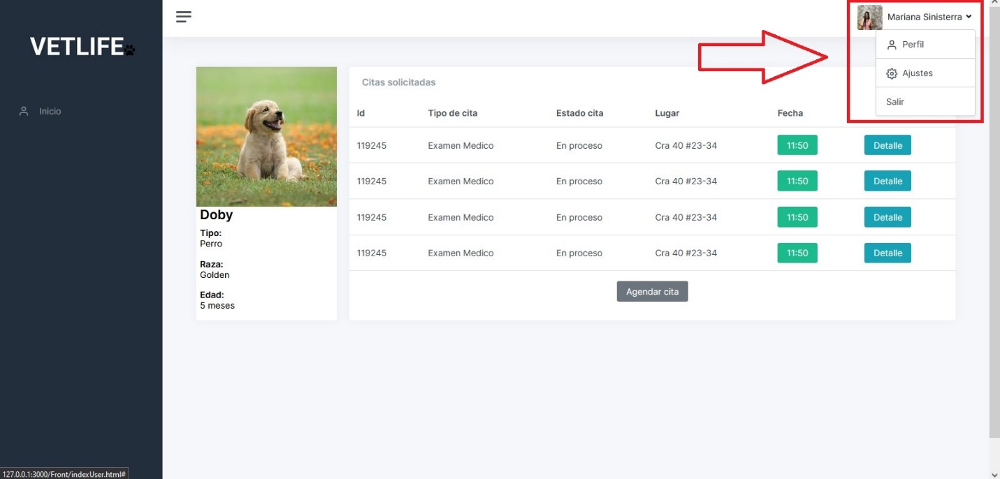 VETLIFE
Mariana Sinisterra
Perfil
Ajustes
Salir
Inicio
Citas solicitadas
Id Tipo de cita Estado cita Lugar Fecha
119245 Examen Medico En proceso Cra 40 #23-34 11:50 Detalle
119245 Examen Medico En proceso Cra 40 #23-34 11:50 Detalle
119245 Examen Medico En proceso Cra 40 #23-34 11:50 Detalle
119245 Examen Medico En proceso Cra 40 #23-34 11:50 Detalle
Agendar cita
Doby
Tipo:
Perro
Raza:
Golden
Edad:
5 meses
127.0.0.1:3000/Front/indexUser.html#